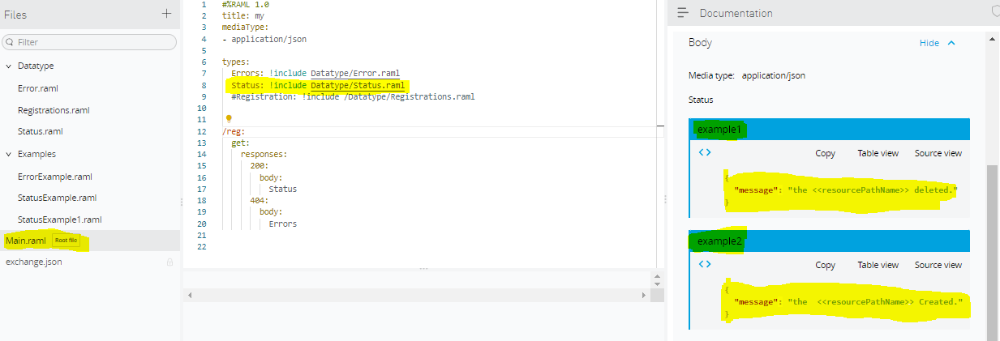 Files
Filter
Datatype
Error.raml
Registrations.raml
Status.raml
Examples
ErrorExample.raml
StatusExample.raml
StatusExample1.raml
Main.raml Root file
exchange.json
1 #%RAML 1.0
2 title: my
3 mediaType:
4 - application/json
5
6 types:
7 Errors: !include Datatype/Error.raml
8 Status: !include Datatype/Status.raml
9 #Registration: !include /Datatype/Registrations.raml
10
11
12 /reg:
13 get:
14 responses:
15 200:
16 body:
17 Status
18 404:
19 body:
20 Errors
21
22
Documentation
Body Hide
Media type: application/json
Status
example1
Copy Table view Source view
{
"message": "the <<resourcePathName>> deleted."
}
example2
Copy Table view Source view
{
"message": "the  <<resourcePathName>> Created."
}